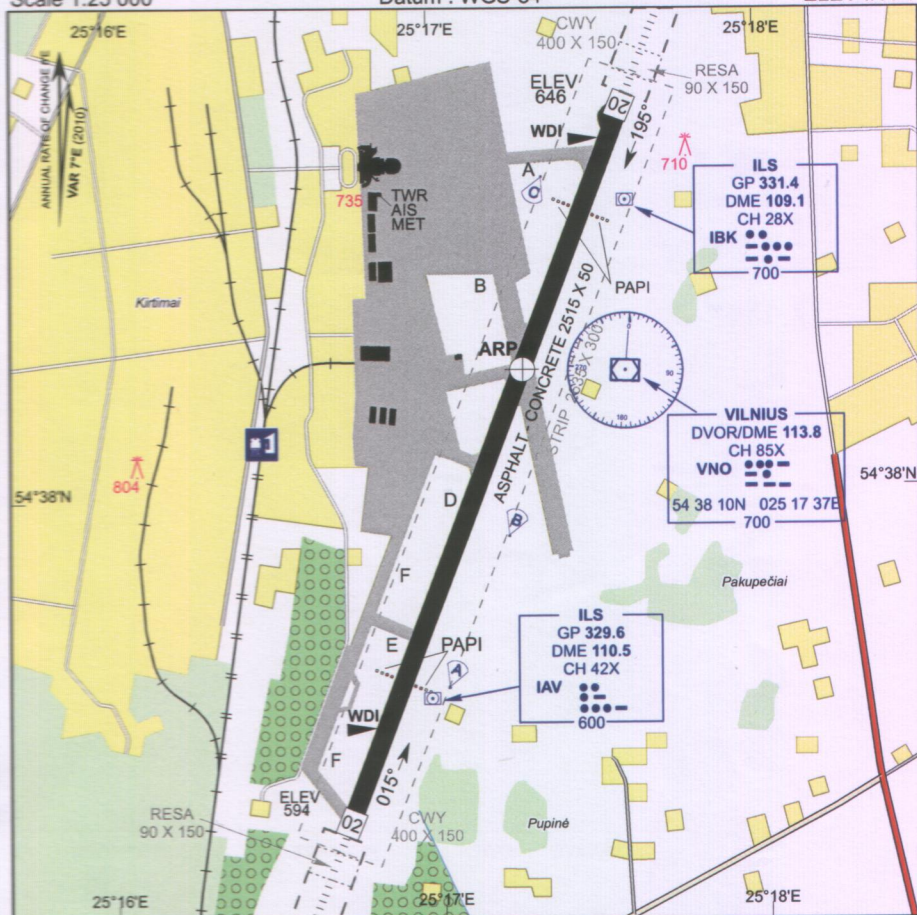 Scale 1:25 000
Datum : WGS-84
25°16'E
25°17'E
25°18'E
CWY
400 X 150
RESA
90 X 150
ANNUAL RATE OF CHANGE
VAR 7°E (2010)
ELEV
646
20
WDI
195°
710
A
C
TWR
AIS
MET
735
ILS
GP 331.4
DME 109.1
CH 28X
IBK
700
Kirtimai
B
PAPI
ARP
ASPHALT - CONCRETE 2515 X 50
STRIP 2635 X 300
0
90
180
VILNIUS
DVOR/DME 113.8
CH 85X
VNO
54 38 10N 025 17 37E
700
804
54°38'N
54°38'N
D
B
F
Pakupečiai
E
PAPI
A
ILS
GP 329.6
DME 110.5
CH 42X
IAV
600
WDI
F
015°
ELEV
594
02
RESA
90 X 150
CWY
400 X 150
Pupinė
25°16'E
25°17'E
25°18'E